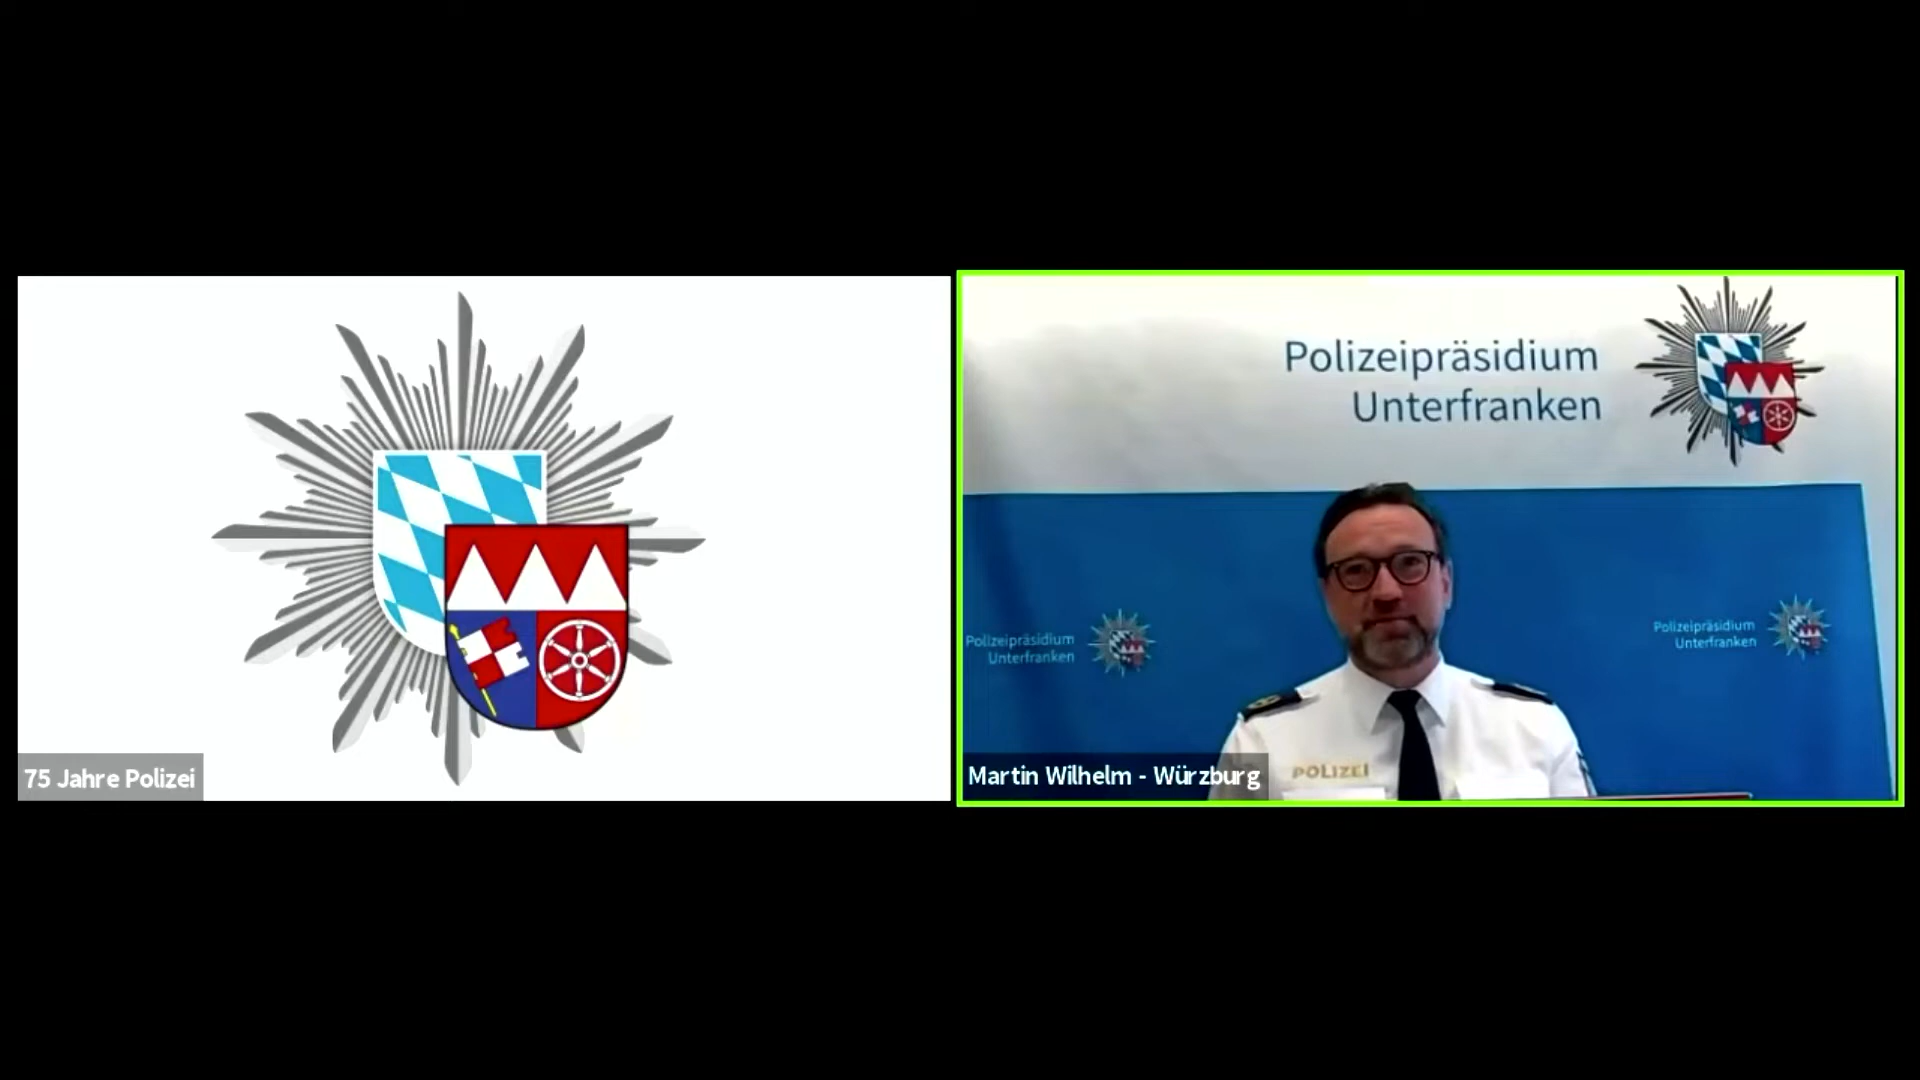 75 Jahre Polizei
Polizeipräsidium
Unterfranken
Polizeipräsidium
Unterfranken
Polizeipräsidium
Unterfranken
POLIZEI
Martin Wilhelm - Würzburg